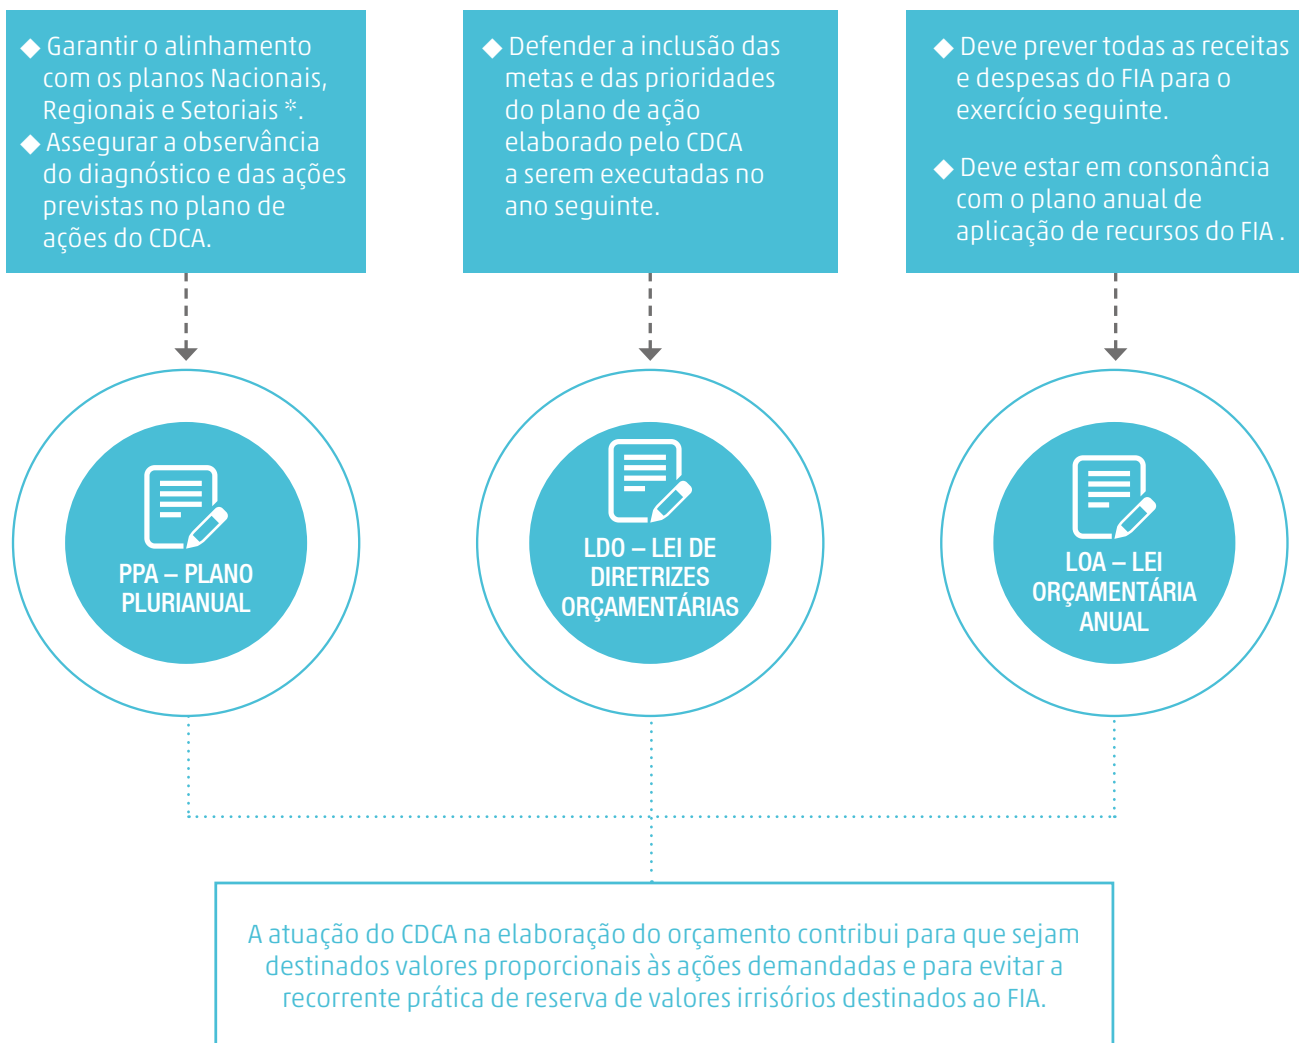 ◆ Garantir o alinhamento
com os planos Nacionais,
Regionais e Setoriais *.
◆ Assegurar a observância
do diagnóstico e das ações
previstas no plano de
ações do CDCA.
◆ Defender a inclusão das
metas e das prioridades
do plano de ação
elaborado pelo CDCA
a serem executadas no
ano seguinte.
◆ Deve prever todas as receitas
e despesas do FIA para o
exercício seguinte.
◆ Deve estar em consonância
com o plano anual de
aplicação de recursos do FIA .
PPA – PLANO
PLURIANUAL
LDO – LEI DE
DIRETRIZES
ORÇAMENTÁRIAS
LOA – LEI
ORÇAMENTÁRIA
ANUAL
A atuação do CDCA na elaboração do orçamento contribui para que sejam
destinados valores proporcionais às ações demandadas e para evitar a
recorrente prática de reserva de valores irrisórios destinados ao FIA.